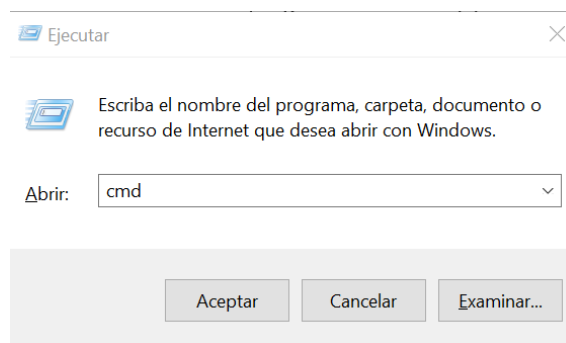 Ejecutar
Escriba el nombre del programa, carpeta, documento o
recurso de Internet que desea abrir con Windows.
Abrir: cmd
Aceptar Cancelar Examinar...